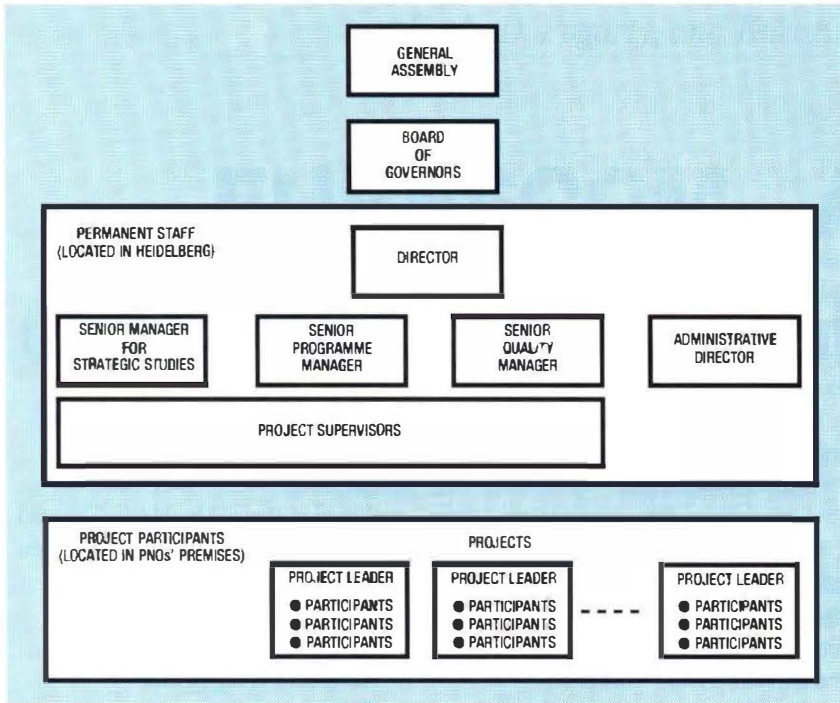 GENERAL
ASSEMBLY
BOARD
OF
GOVERNORS
PERMANENT STAFF
(LOCATED IN HEIDELBERG)
DIRECTOR
SENIOR MANAGER
FOR
STRATEGIC STUDIES
SENIOR
PROGRAMME
MANAGER
SENIOR
QUALITY
MANAGER
ADMINISTRATIVE
DIRECTOR
PROJECT SUPERVISORS
PROJECT PARTICIPANTS
(LOCATED IN PNOs' PREMISES)
PROJECTS
PROJECT LEADER
● PARTICIPANTS
● PARTICIPANTS
● PARTICIPANTS
PROJECT LEADER
● PARTICIPANTS
● PARTICIPANTS
● PARTICIPANTS
PROJECT LEADER
● PARTICIPANTS
● PARTICIPANTS
● PARTICIPANTS